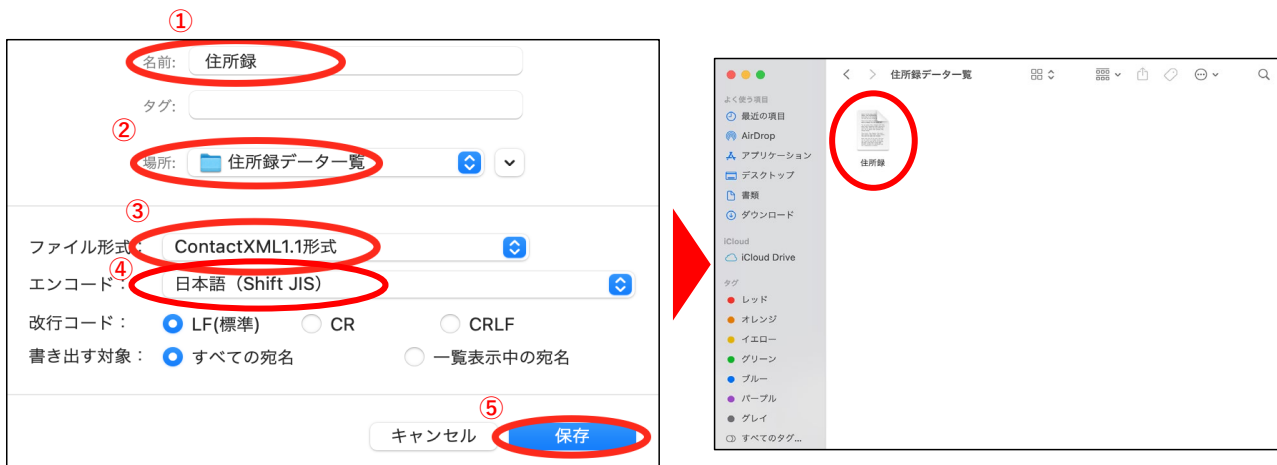 ①
名前: 住所録
タグ:
②
場所: 住所録データ一覧
③
ファイル形式： ContactXML1.1形式
④
エンコード： 日本語（Shift JIS）
改行コード： LF(標準) CR CRLF
書き出す対象： すべての宛名 一覧表示中の宛名
⑤
キャンセル 保存
住所録データ一覧
よく使う項目
最近の項目
AirDrop
アプリケーション
デスクトップ
書類
ダウンロード
iCloud
iCloud Drive
タグ
レッド
オレンジ
イエロー
グリーン
ブルー
パープル
グレイ
すべてのタグ...
住所録